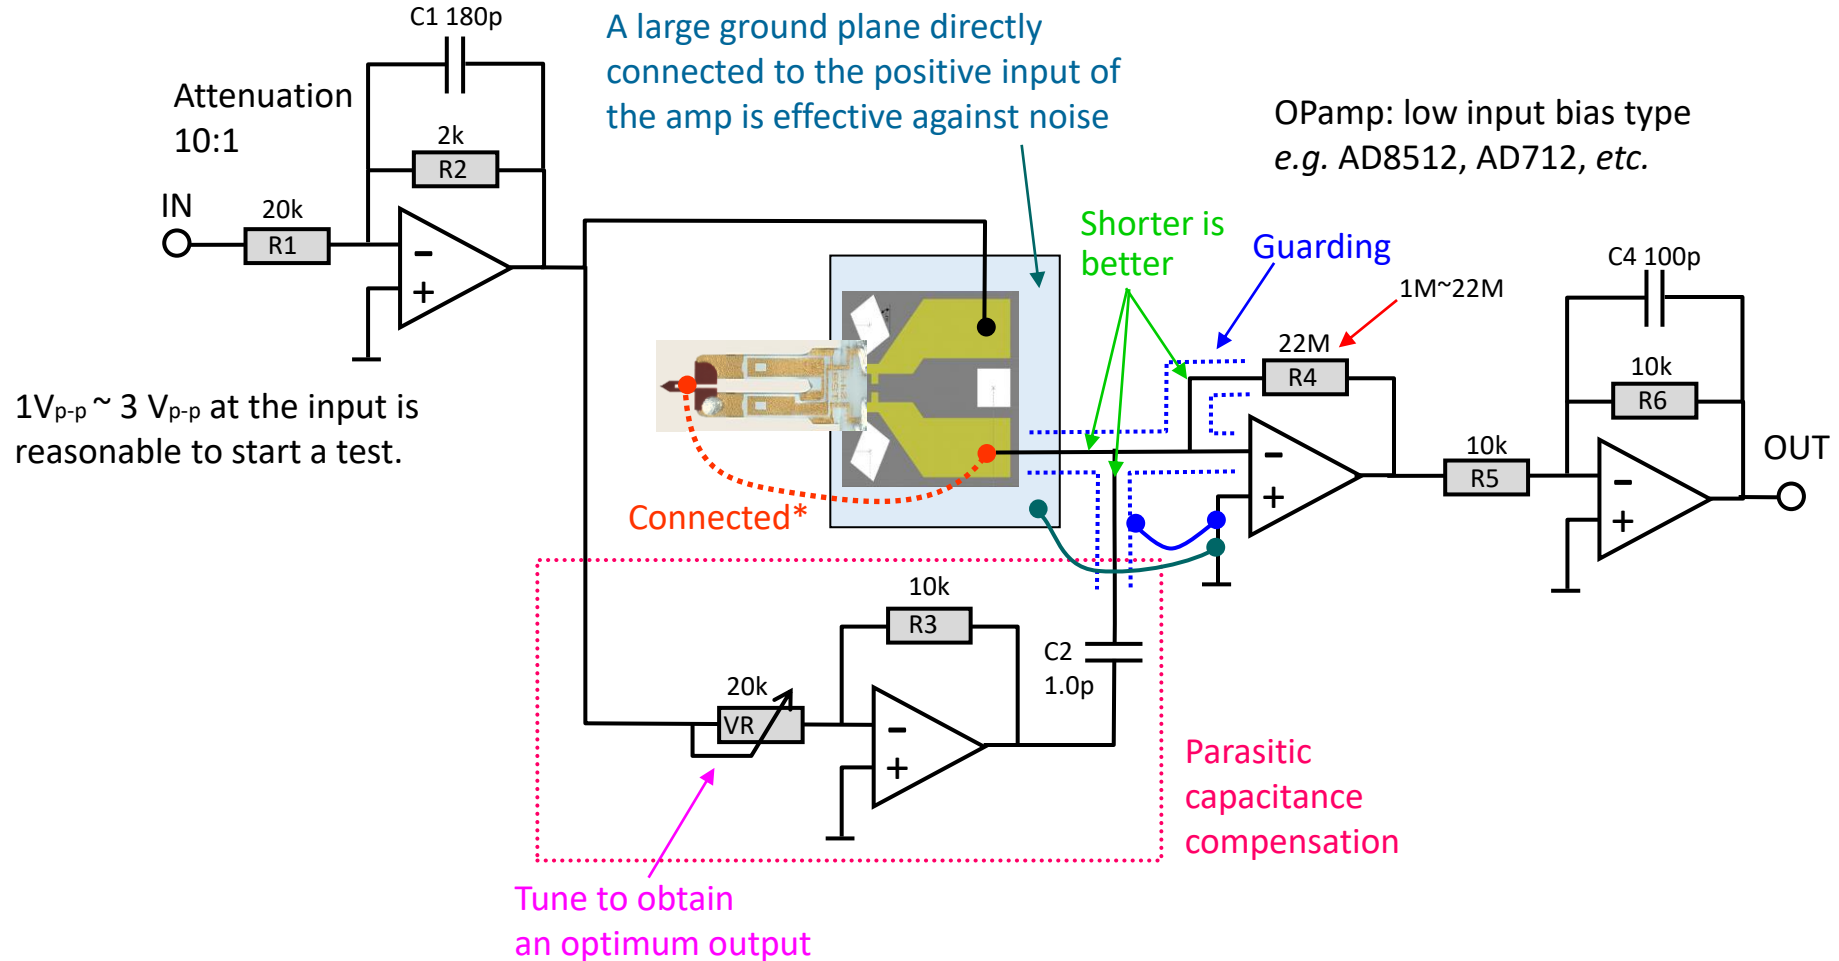 C1 180p
A large ground plane directly
connected to the positive input of
the amp is effective against noise
Attenuation
10:1
2k
R2
OPamp: low input bias type
e.g. AD8512, AD712, etc.
IN
20k
R1
-
+
Shorter is
better
Guarding
1M~22M
C4 100p
22M
R4
10k
R6
1Vp-p ~ 3 Vp-p at the input is
reasonable to start a test.
Connected*
-
+
10k
R5
-
+
OUT
10k
R3
C2
1.0p
20k
VR
-
+
Parasitic
capacitance
compensation
Tune to obtain
an optimum output